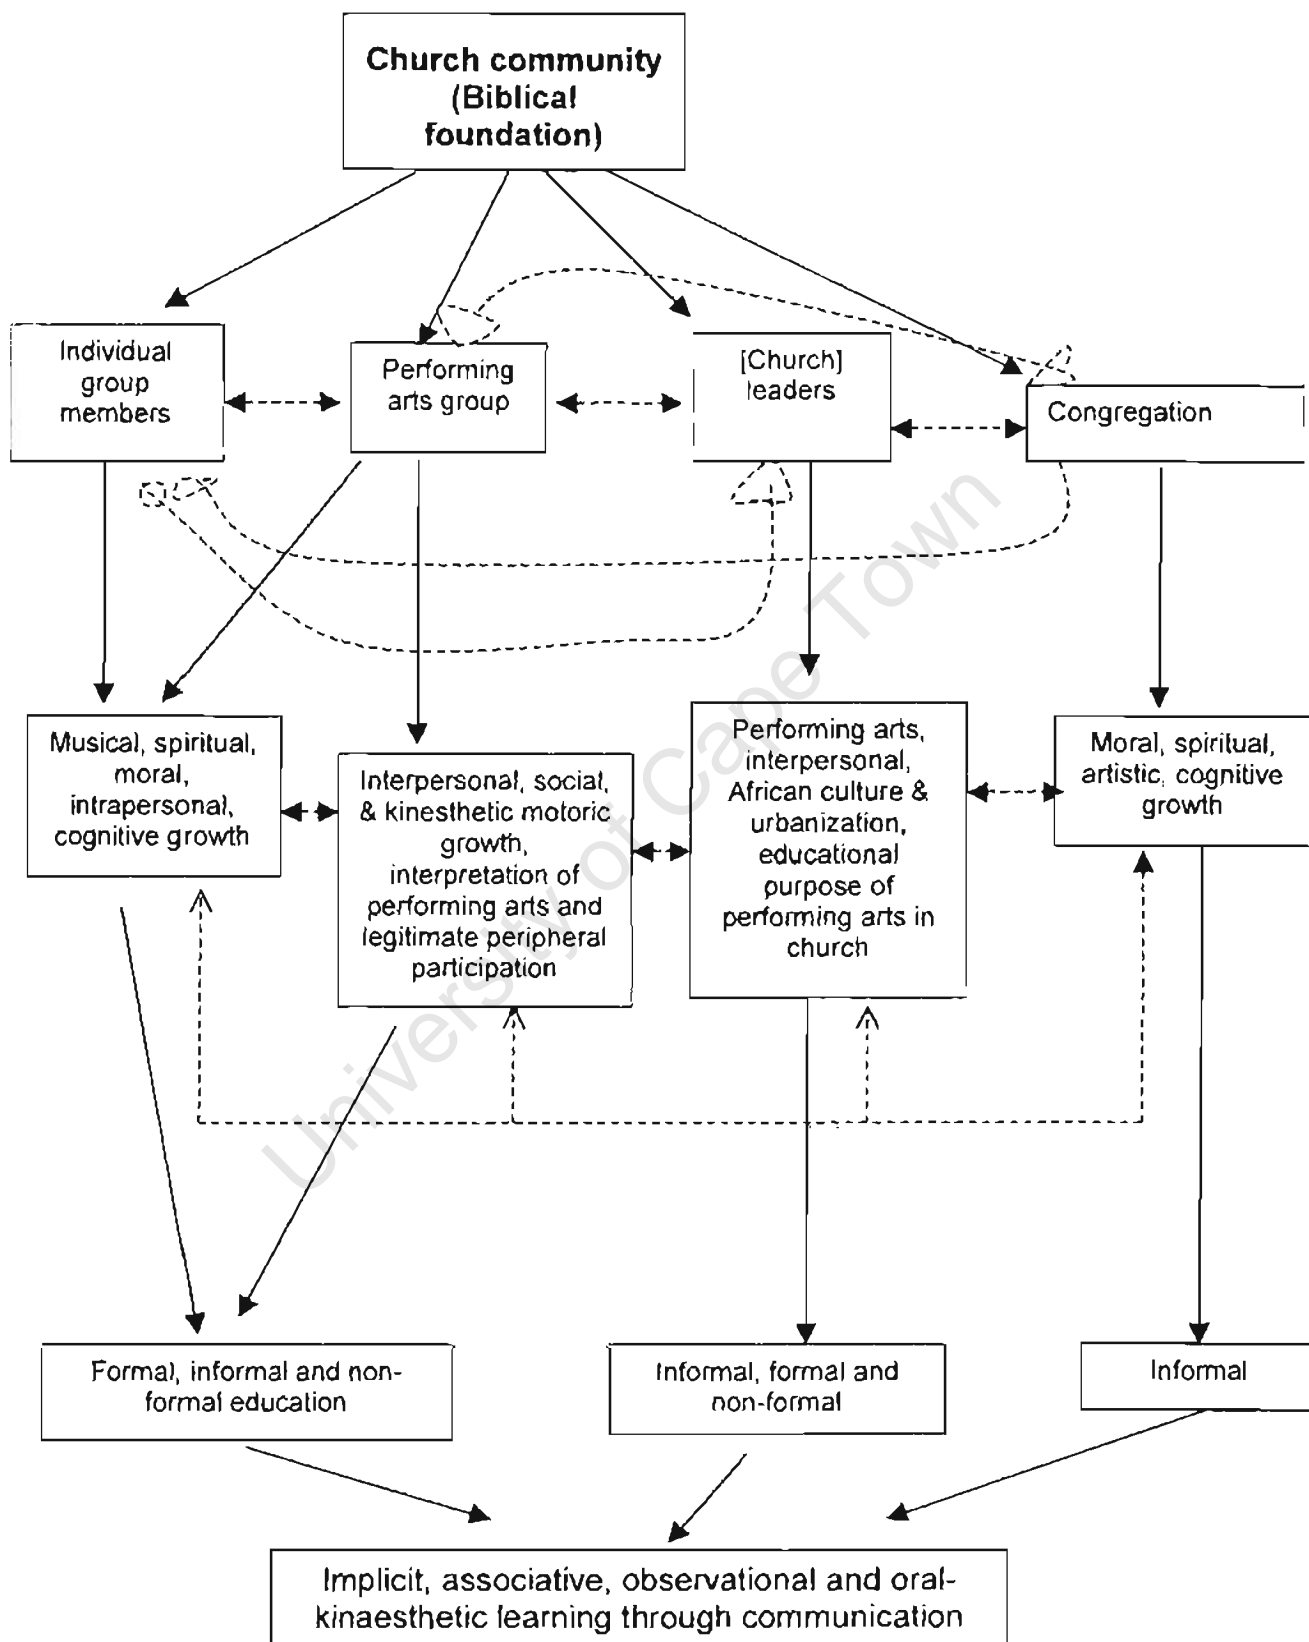 Church community
(Biblical
foundation)
Individual
group
members
Performing
arts group
[Church]
leaders
Congregation
Musical, spiritual,
moral,
intrapersonal,
cognitive growth
Interpersonal, social,
& kinesthetic motoric
growth,
interpretation of
performing arts and
legitimate peripheral
participation
Performing arts,
interpersonal,
African culture &
urbanization,
educational
purpose of
performing arts in
church
Moral, spiritual,
artistic, cognitive
growth
University of Cape Town
Formal, informal and non-
formal education
Informal, formal and
non-formal
Informal
Implicit, associative, observational and oral-
kinaesthetic learning through communication